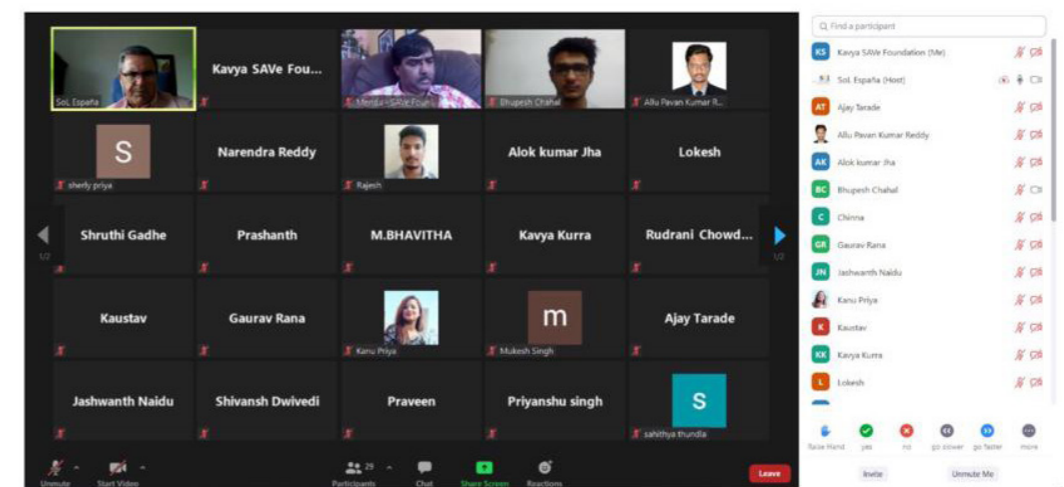 SoL España
Kavya SAVe Fou...
Bhupesh Chahal
Allu Pavan Kumar R...
S
sherly priya
Narendra Reddy
Rajesh
Alok kumar Jha
Lokesh
1/2
Shruthi Gadhe
Prashanth
M.BHAVITHA
Kavya Kurra
Rudrani Chowd...
1/2
Kaustav
Gaurav Rana
Kanu Priya
m
Mukesh Singh
Ajay Tarade
Jashwanth Naidu
Shivansh Dwivedi
Praveen
Priyanshu singh
S
sahithya thundla
Unmute
Start Video
29
Participants
Chat
Share Screen
Reactions
Leave
Find a participant
KS Kavya SAVe Foundation (Me)
SoL España (Host)
AT Ajay Tarade
Allu Pavan Kumar Reddy
AK Alok kumar Jha
BC Bhupesh Chahal
C Chinna
GR Gaurav Rana
JN Jashwanth Naidu
Kanu Priya
K Kaustav
KK Kavya Kurra
L Lokesh
Raise Hand yes no go slower go faster more
Invite Unmute Me